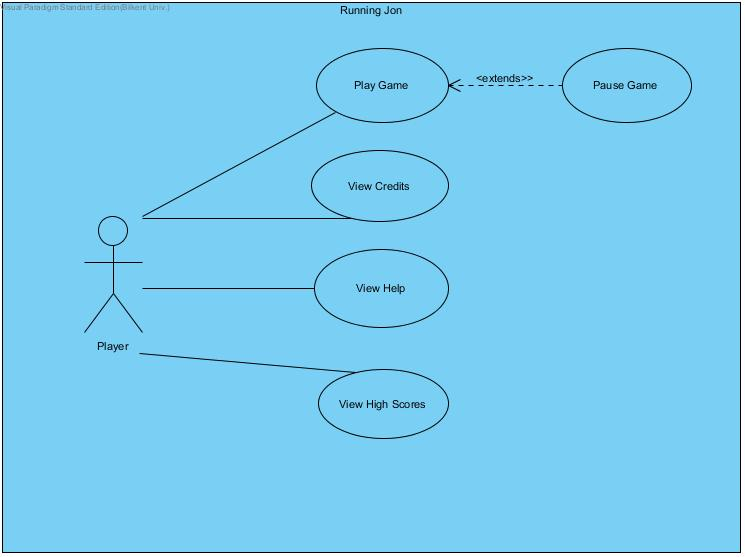 Visual Paradigm Standard Edition(Bilkent Univ.)
Running Jon
Play Game
<extends>>
Pause Game
View Credits
View Help
Player
View High Scores